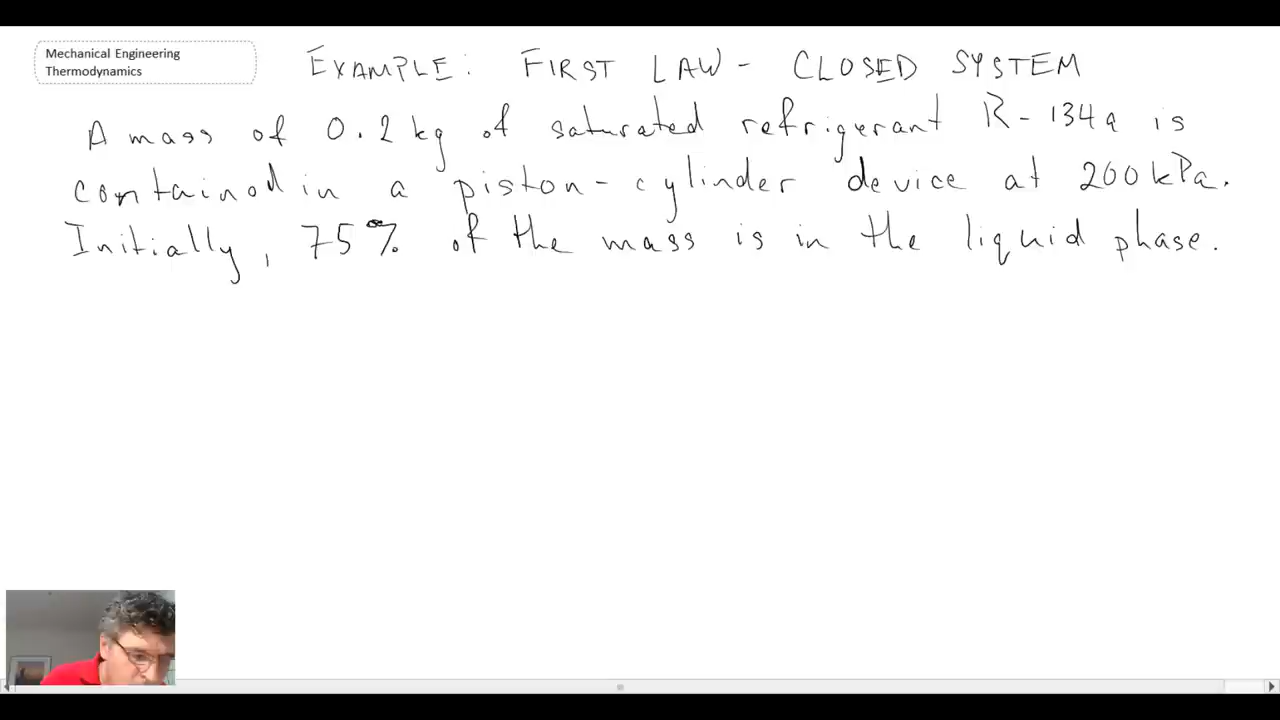 Mechanical Engineering
Thermodynamics
EXAMPLE: FIRST LAW - CLOSED SYSTEM
A mass of 0.2 kg of saturated refrigerant R-134a is
contained in a piston-cylinder device at 200 kPa.
Initially, 75% of the mass is in the liquid phase.